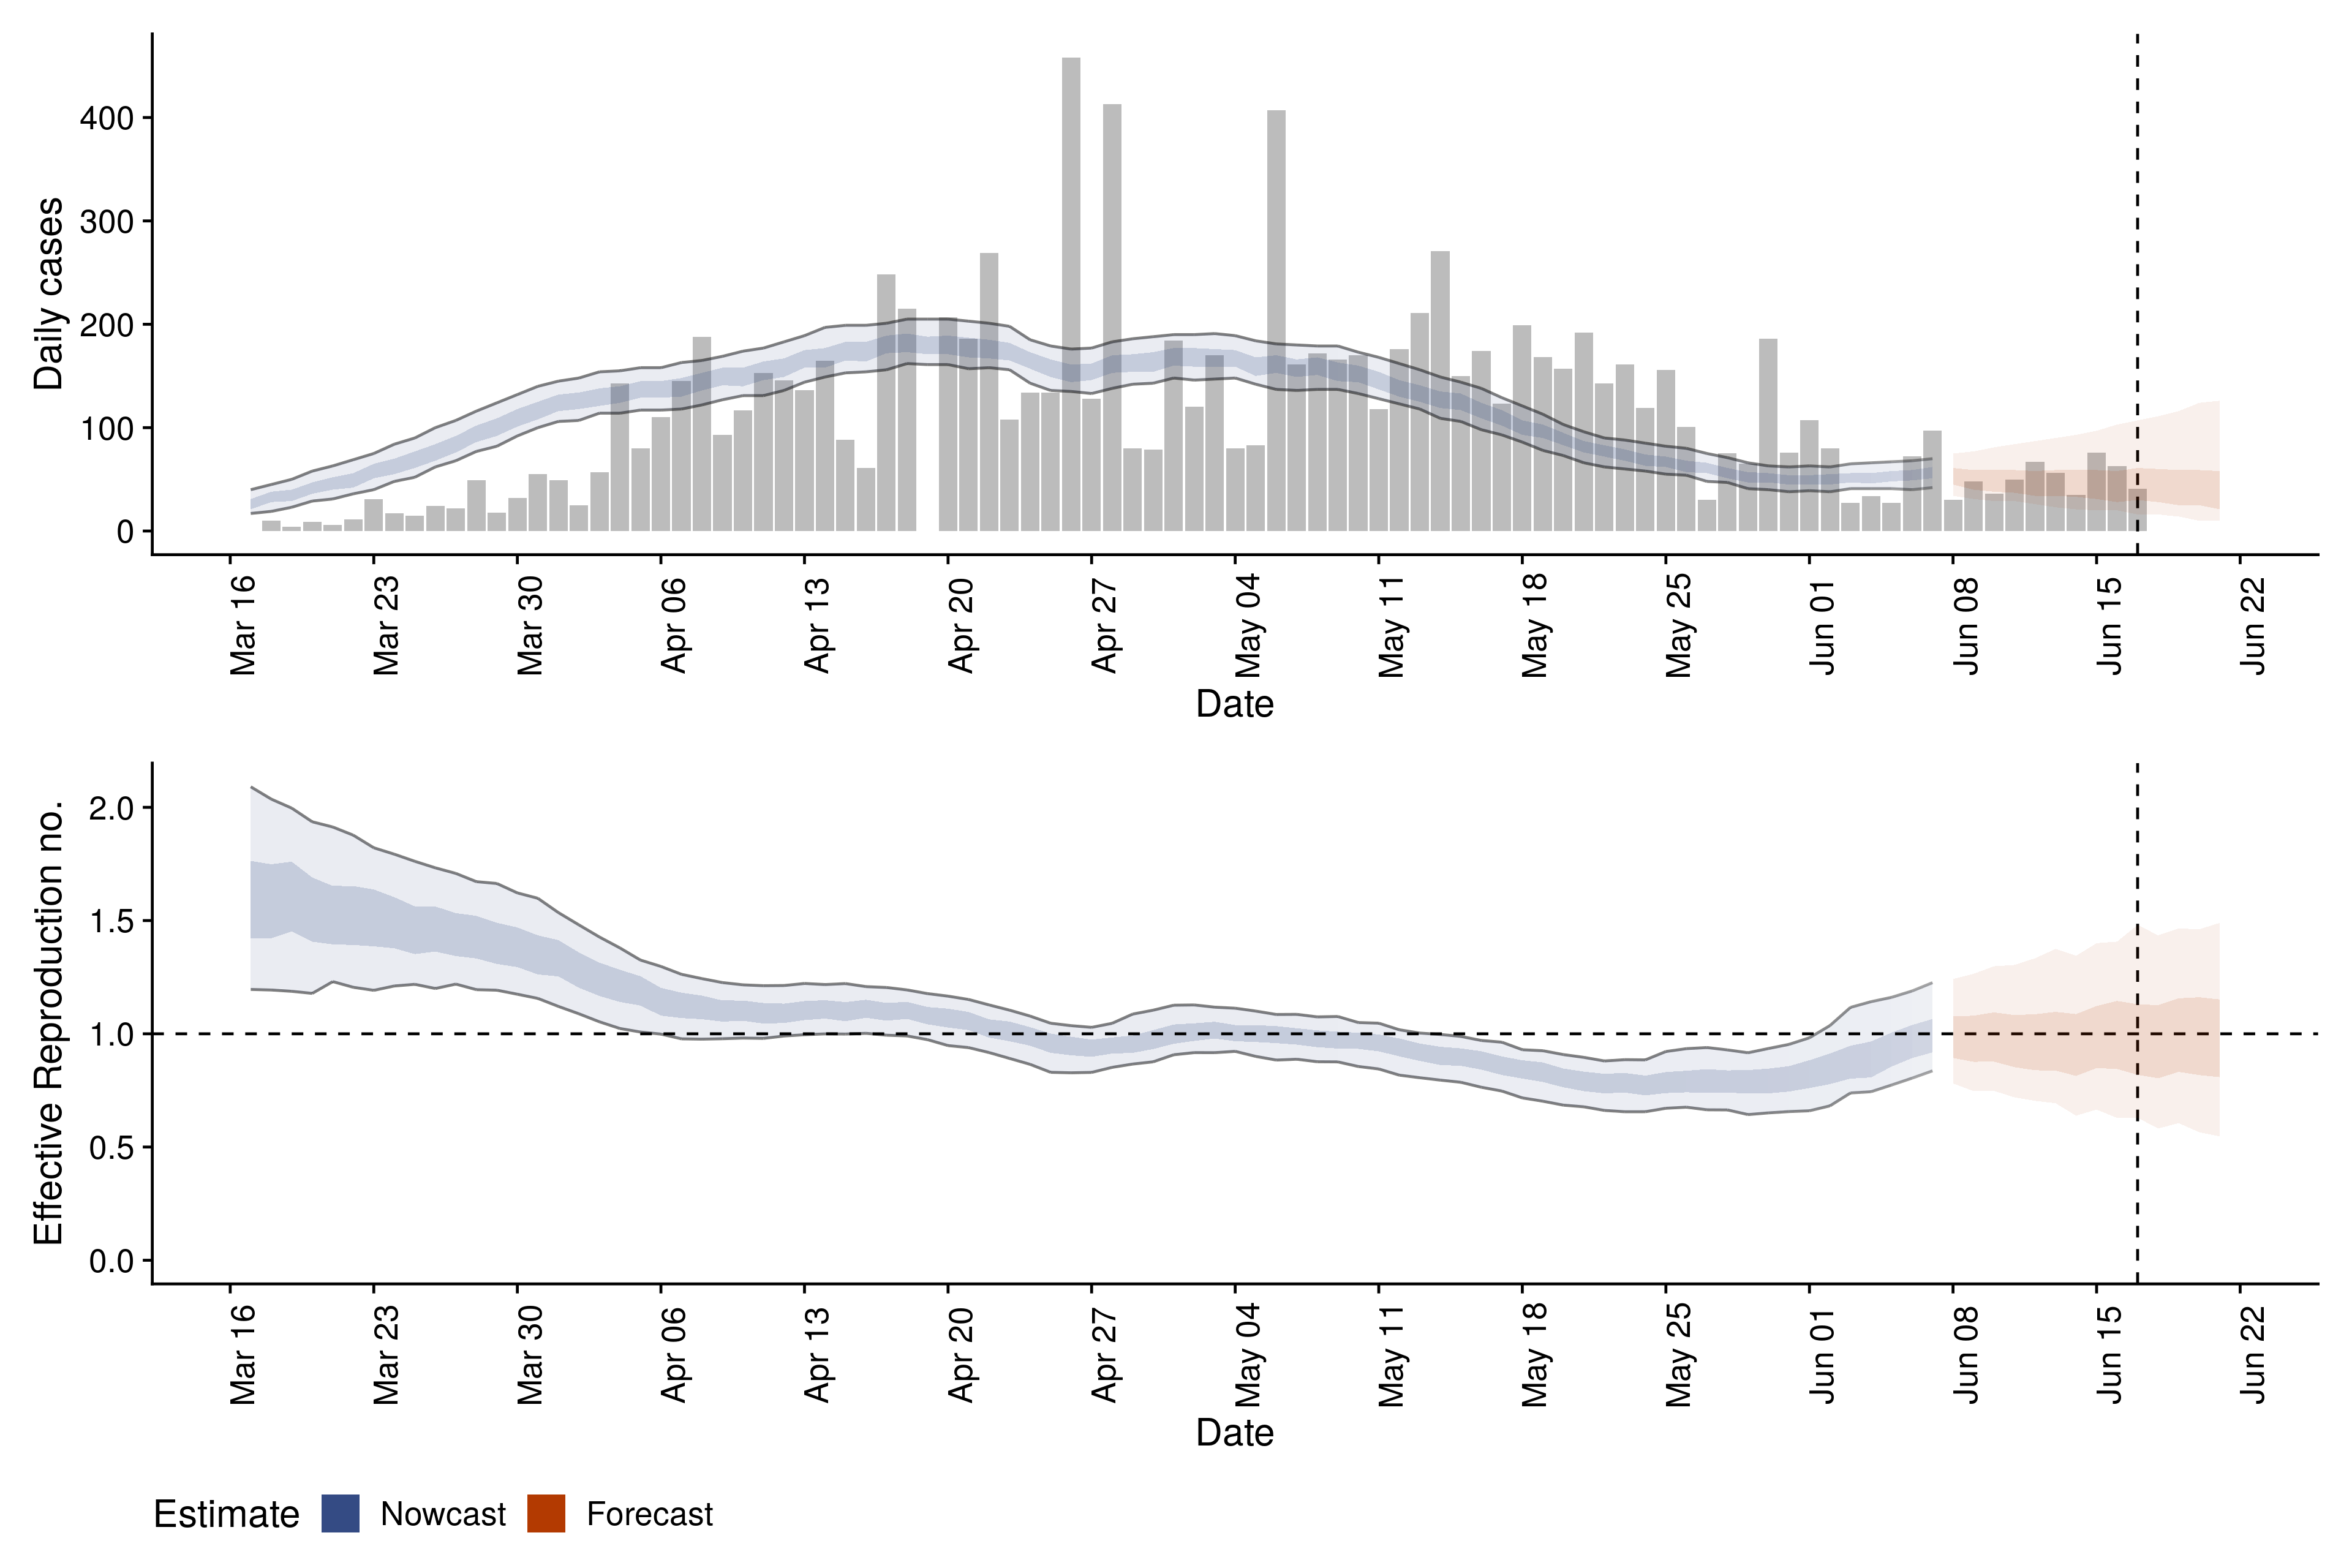 Daily cases
400
300
200
100
0
Mar 16
Mar 23
Mar 30
Apr 06
Apr 13
Apr 20
Apr 27
May 04
May 11
May 18
May 25
Jun 01
Jun 08
Jun 15
Jun 22
Date
Effective Reproduction no.
2.0
1.5
1.0
0.5
0.0
Mar 16
Mar 23
Mar 30
Apr 06
Apr 13
Apr 20
Apr 27
May 04
May 11
May 18
May 25
Jun 01
Jun 08
Jun 15
Jun 22
Date
Estimate Nowcast Forecast